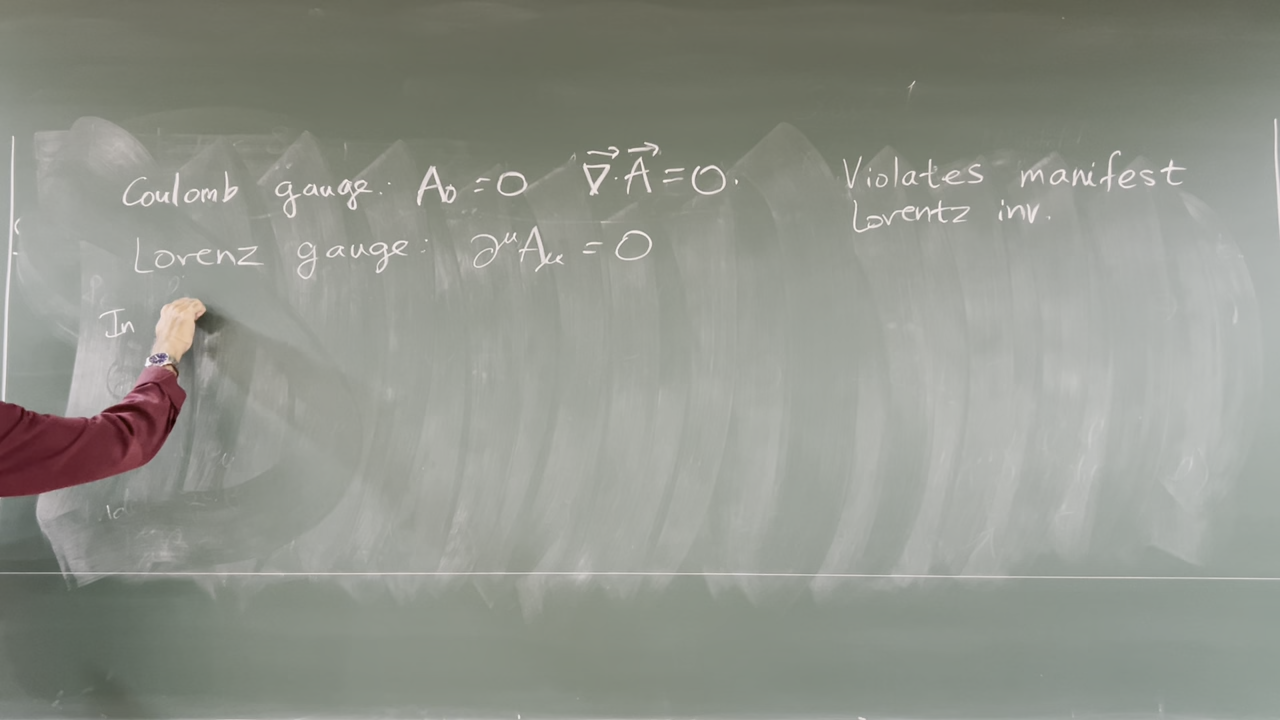 Coulomb gauge: A₀ = 0 ∇⃗·A⃗ = 0. Violates manifest
Lorentz inv.
Lorenz gauge: ∂^μ A_μ = 0
In